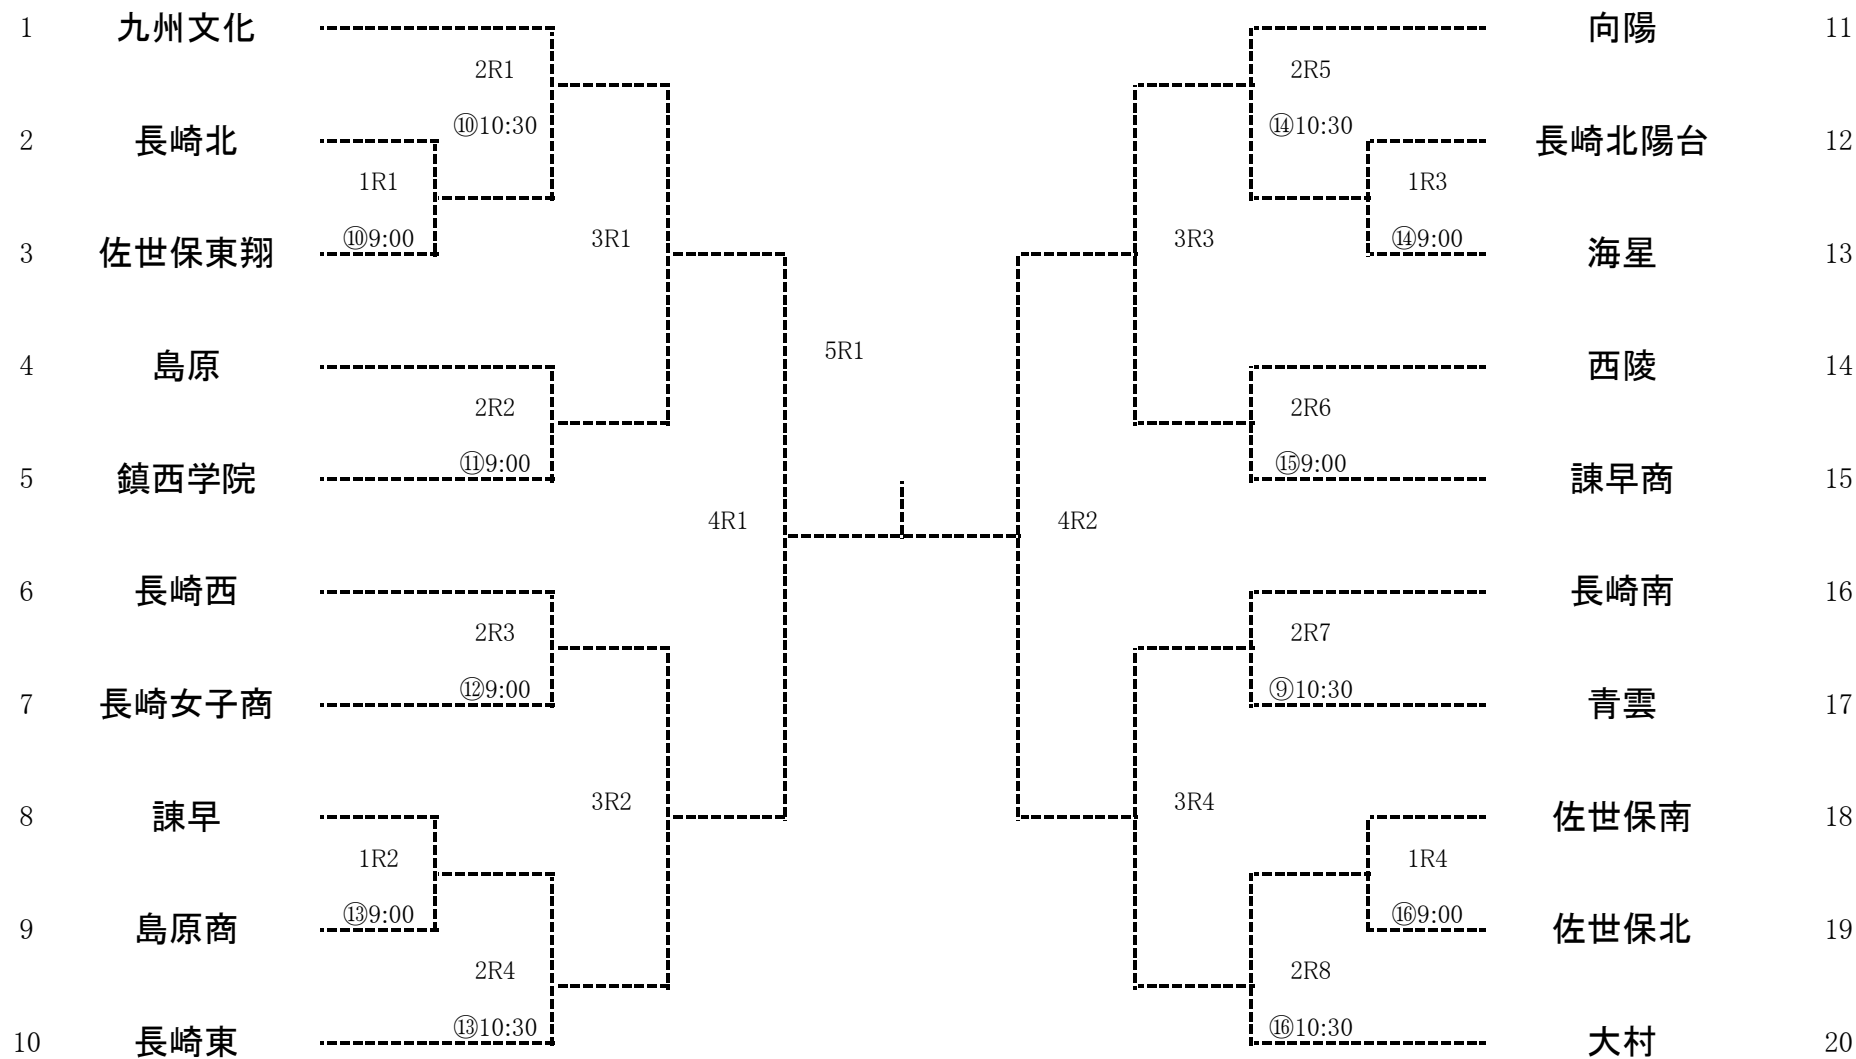 1 九州文化 向陽 11
2R1 2R5
⑩10:30 ⑭10:30
2 長崎北 長崎北陽台 12
1R1 1R3
3 佐世保東翔 ⑩9:00 3R1 3R3 ⑭9:00 海星 13
5R1
4 島原 西陵 14
2R2 2R6
5 鎮西学院 ⑪9:00 ⑮9:00 諫早商 15
4R1 4R2
6 長崎西 長崎南 16
2R3 2R7
7 長崎女子商 ⑫9:00 ⑨10:30 青雲 17
3R2 3R4
8 諫早 佐世保南 18
1R2 1R4
9 島原商 ⑬9:00 ⑯9:00 佐世保北 19
2R4 2R8
10 長崎東 ⑬10:30 ⑯10:30 大村 20